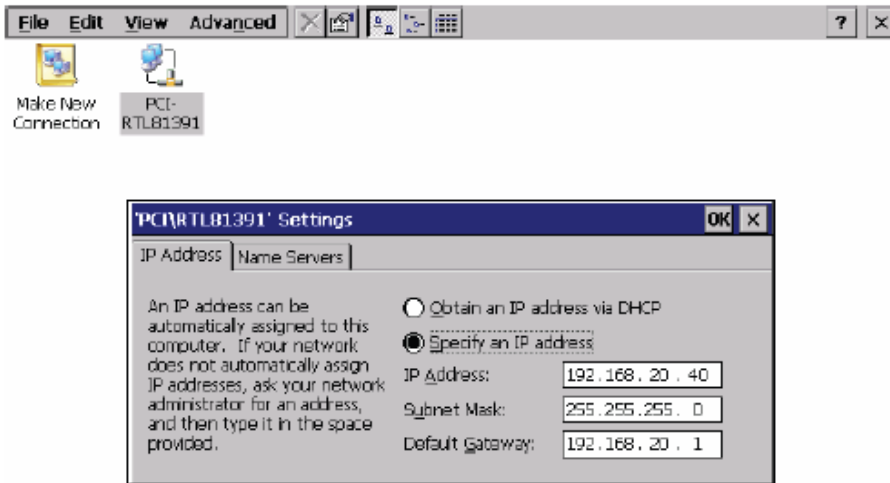 File Edit View Advanced ?
Make New
Connection
PCI-
RTL81391
'PCI\RTL81391' Settings OK
IP Address Name Servers
An IP address can be
automatically assigned to this
computer. If your network
does not automatically assign
IP addresses, ask your network
administrator for an address,
and then type it in the space
provided.
Obtain an IP address via DHCP
Specify an IP address
IP Address: 192.168. 20 . 40
Subnet Mask: 255.255.255. 0
Default Gateway: 192.168. 20 . 1